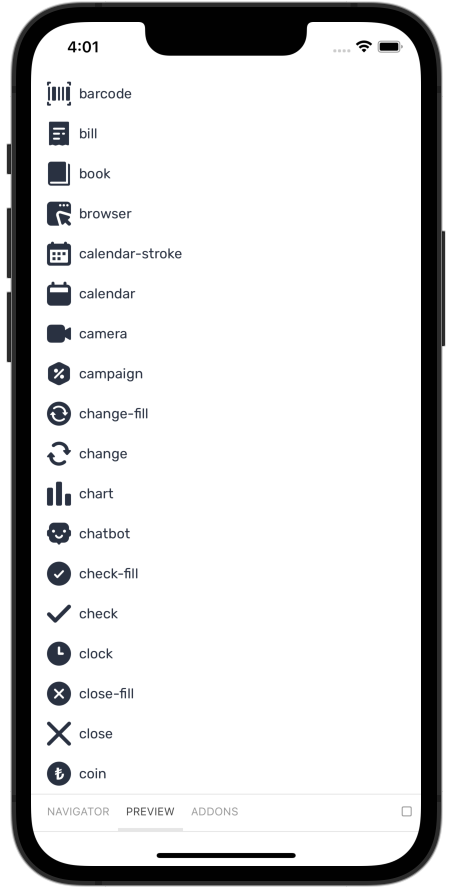 4:01
barcode
bill
book
browser
calendar-stroke
calendar
camera
campaign
change-fill
change
chart
chatbot
check-fill
check
clock
close-fill
close
coin
NAVIGATOR PREVIEW ADDONS